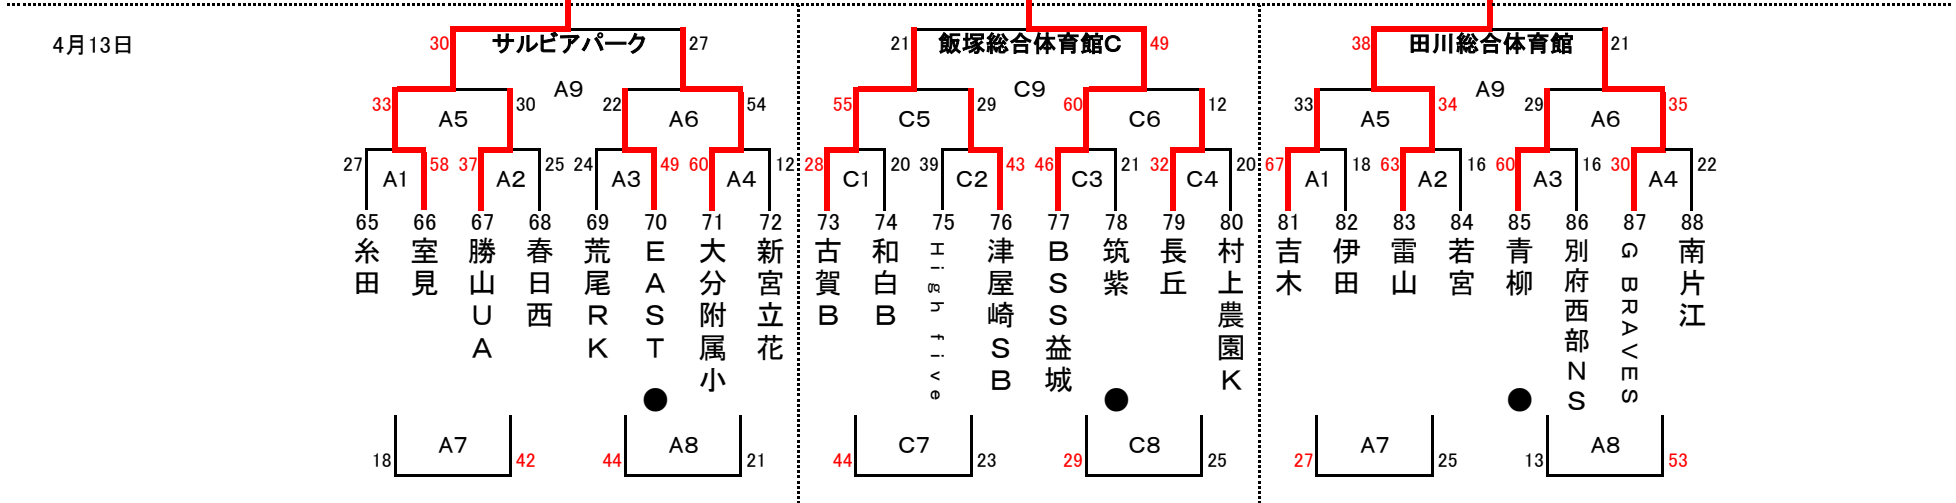 4月13日
30 サルビアパーク 27 21 飯塚総合体育館C 49 38 田川総合体育館 21
A9 C9 A9
33 30 22 54 55 29 60 12 33 34 29 35
A5 A6 C5 C6 A5 A6
27 58 37 25 24 49 60 12 28 20 39 43 46 21 32 20 67 18 63 16 60 16 30 22
A1 A2 A3 A4 C1 C2 C3 C4 A1 A2 A3 A4
65 66 67 68 69 70 71 72 73 74 75 76 77 78 79 80 81 82 83 84 85 86 87 88
糸田
室見
勝山UA
春日西
荒尾RK
EAST
大分附属小
新宮立花
古賀B
和白B
High five
津屋崎SB
BSS益城
筑紫
長丘
村上農園K
吉木
伊田
雷山
若宮
青柳
別府西部NS
G BRAVES
南片江
● ● ●
A7 A8 C7 C8 A7 A8
18 42 44 21 44 23 29 25 27 25 13 53